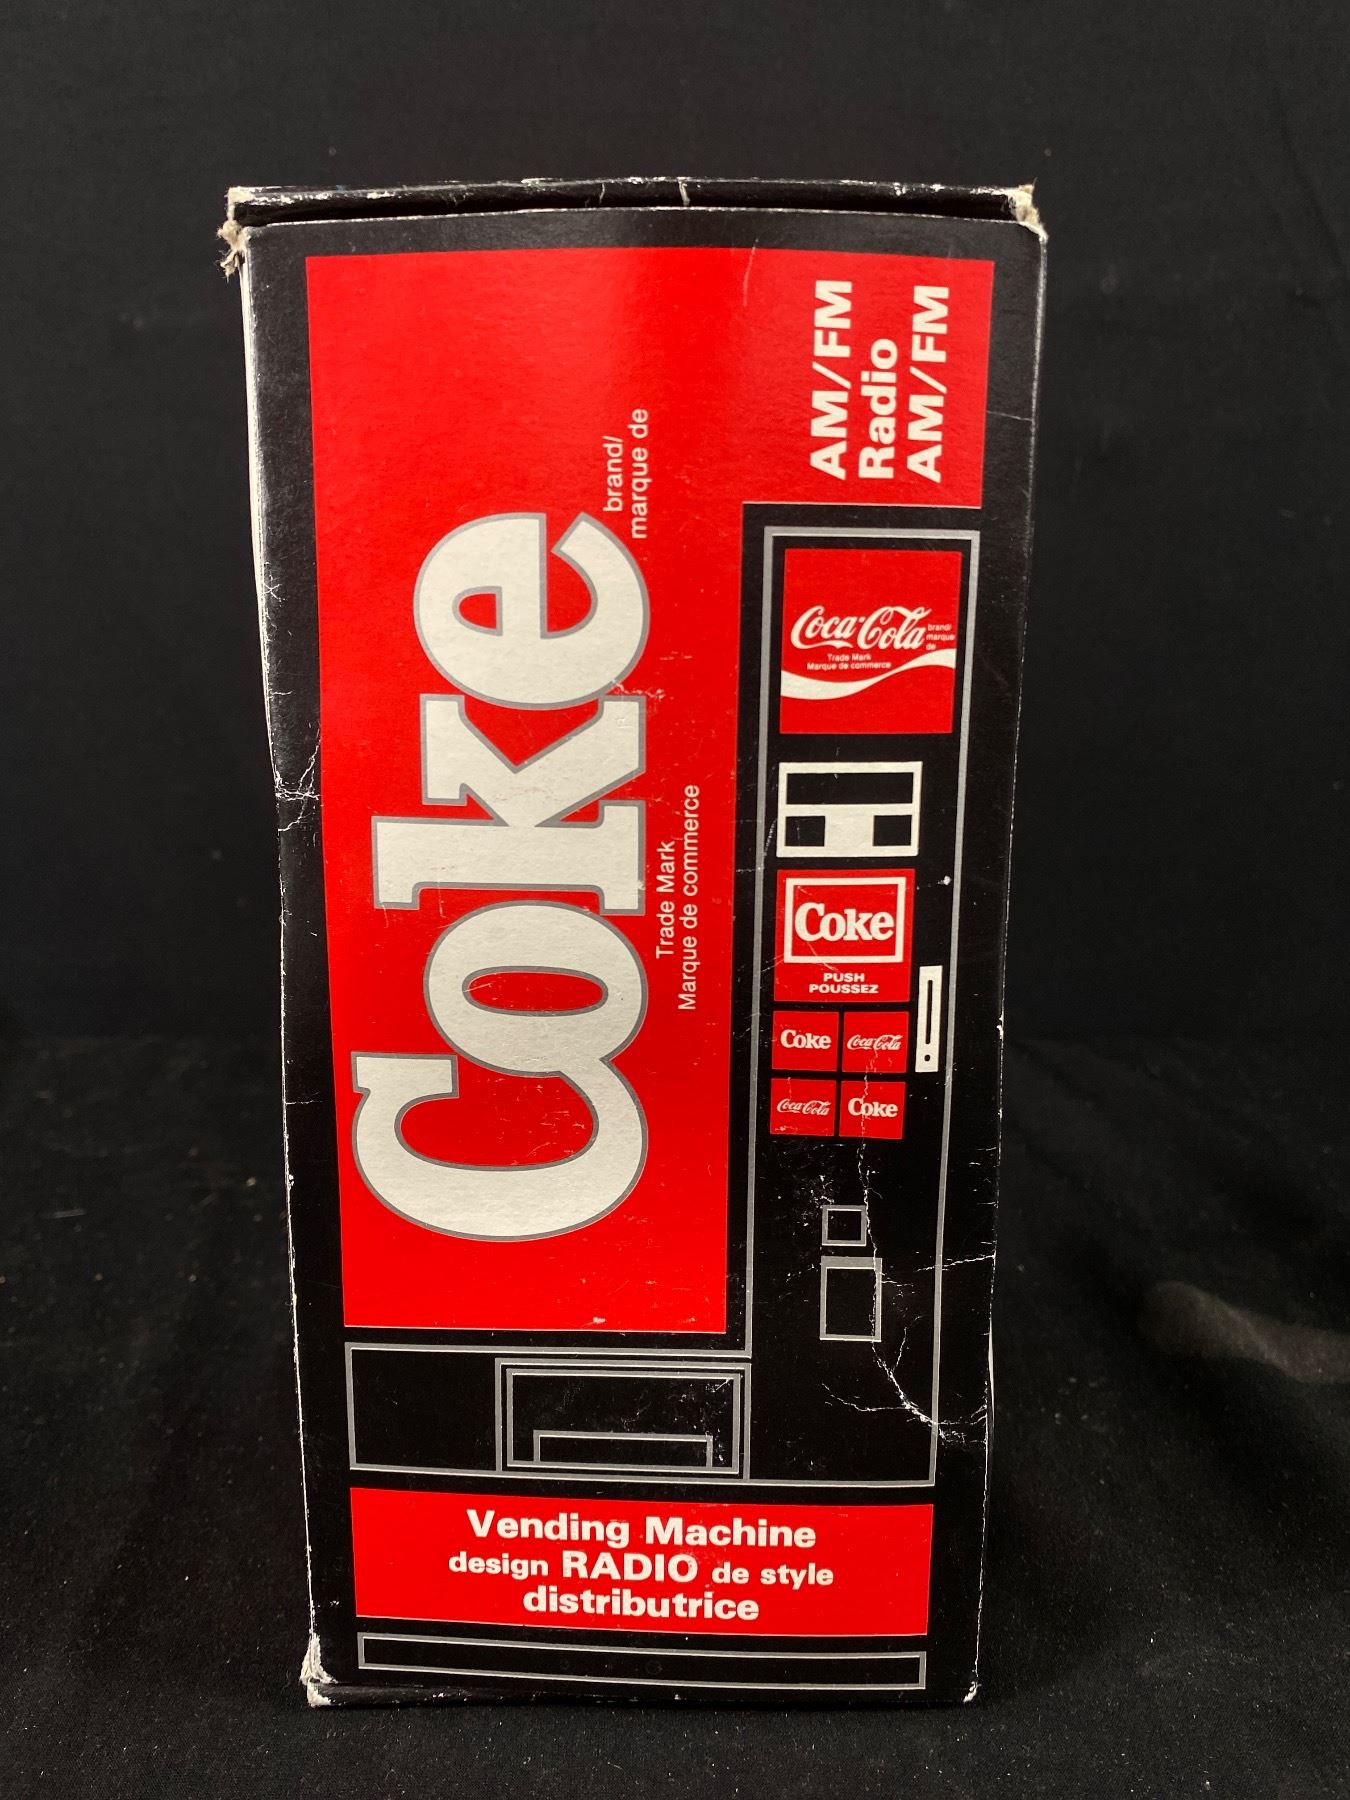 AM/FM
Radio
AM/FM
Coke
brand/
marque de
Trade Mark
Marque de commerce
Coca-Cola
brand/
marque
de
Trade Mark
Marque de commerce
Coke
PUSH
POUSSEZ
Coke Coca-Cola
Coca-Cola Coke
Vending Machine
design RADIO de style
distributrice